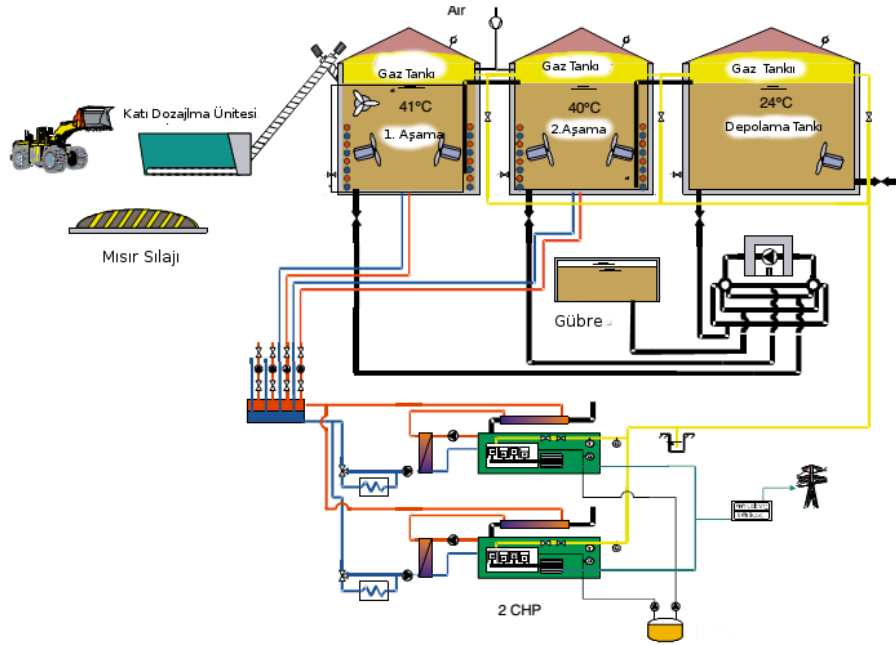 Air
Gaz Tankı
Gaz Tankı
Gaz Tankıı
41°C
40°C
24°C
Katı Dozajlma Ünitesi
1. Aşama
2.Aşama
Depolama Tankı
Mısır Sılajı
Gübre
2 CHP